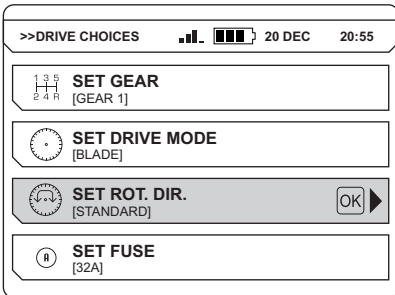 >>DRIVE CHOICES 20 DEC 20:55
1 3 5
2 4 R
SET GEAR
[GEAR 1]
SET DRIVE MODE
[BLADE]
SET ROT. DIR.
[STANDARD]
OK
A
SET FUSE
[32A]